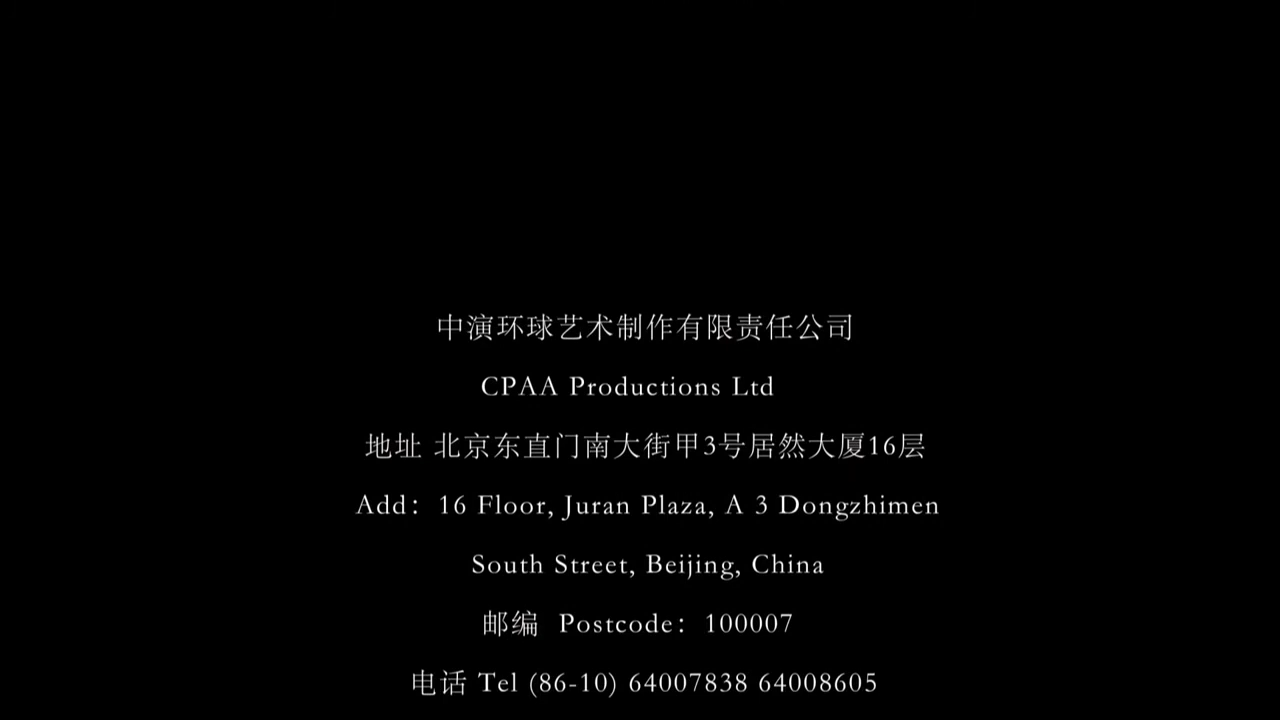 中演环球艺术制作有限责任公司
CPAA Productions Ltd
地址 北京东直门南大街甲3号居然大厦16层
Add：16 Floor, Juran Plaza, A 3 Dongzhimen
South Street, Beijing, China
邮编 Postcode：100007
电话 Tel (86-10) 64007838 64008605